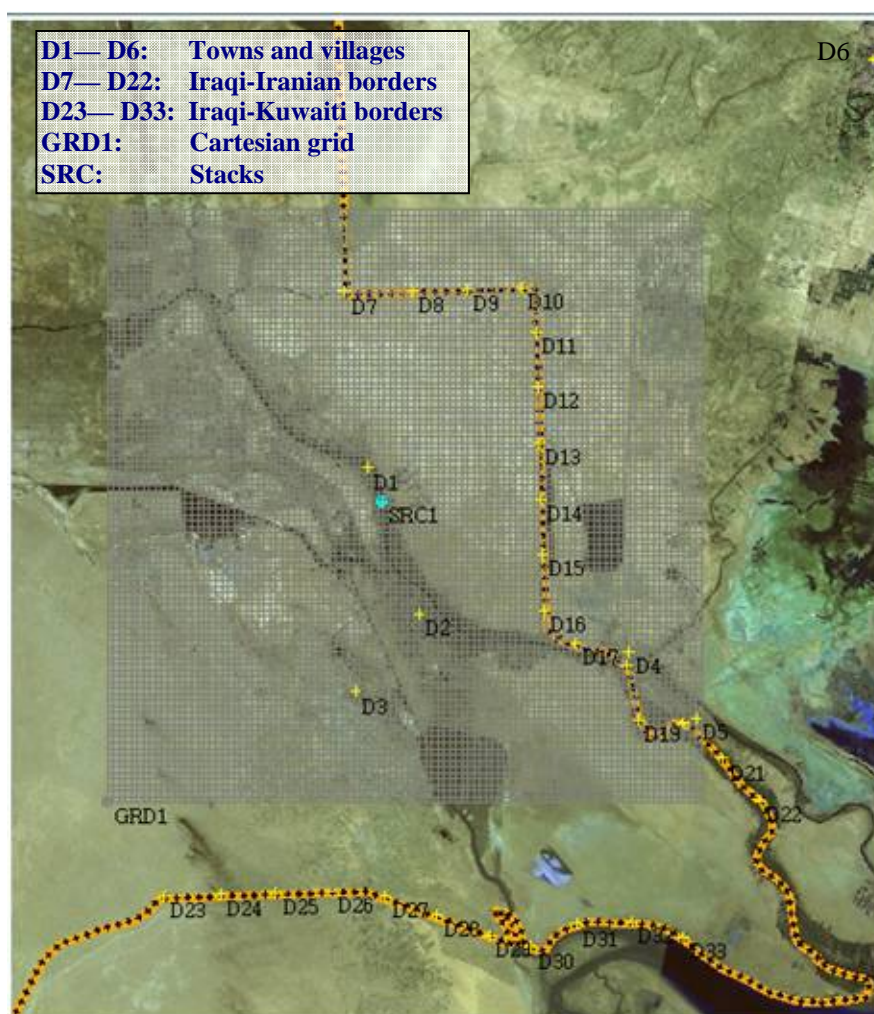 D1— D6: Towns and villages
D7— D22: Iraqi-Iranian borders
D23— D33: Iraqi-Kuwaiti borders
GRD1: Cartesian grid
SRC: Stacks
D6
D7 D8 D9 D10
D11
D12
D13
D1
D14
SRC1
D15
D2
D16
D17 D4
D3
D19 D5
D21
D22
GRD1
D23 D24 D25 D26 D27
D28
D29 D30 D31 D32 D33